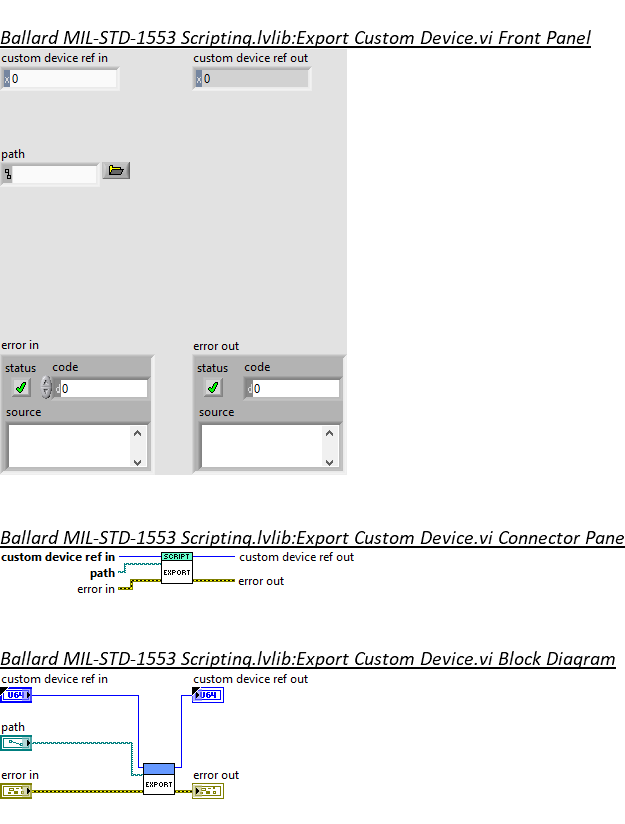 Ballard MIL-STD-1553 Scripting.lvlib:Export Custom Device.vi Front Panel
custom device ref in custom device ref out
x 0 x 0
path
error in error out
status code status code
d 0 d 0
source source
Ballard MIL-STD-1553 Scripting.lvlib:Export Custom Device.vi Connector Pane
custom device ref in SCRIPT custom device ref out
path EXPORT
error in error out
Ballard MIL-STD-1553 Scripting.lvlib:Export Custom Device.vi Block Diagram
custom device ref in custom device ref out
U64 U64
path
error in error out
EXPORT